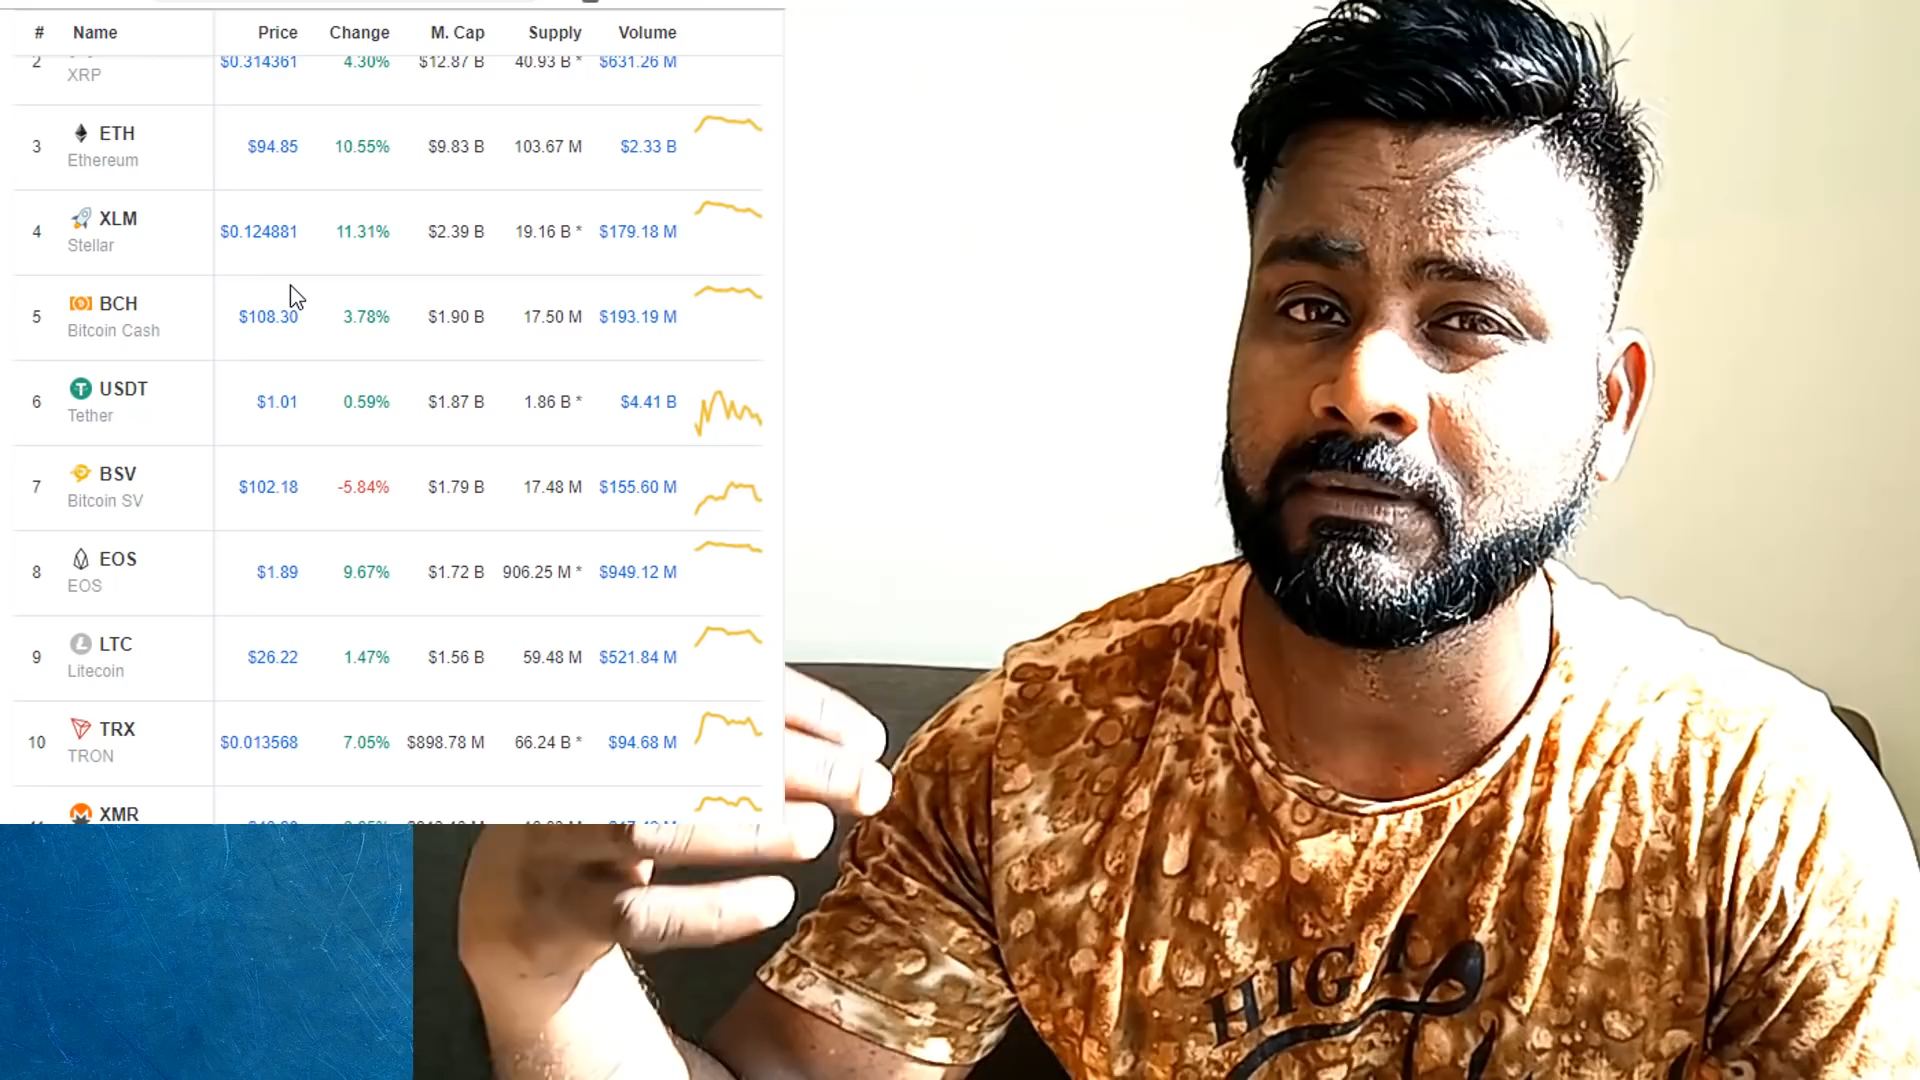 # Name Price Change M. Cap Supply Volume
2 XRP $0.314361 4.30% $12.87 B 40.93 B * $631.26 M
3 ETH $94.85 10.55% $9.83 B 103.67 M $2.33 B
Ethereum
4 XLM $0.124881 11.31% $2.39 B 19.16 B * $179.18 M
Stellar
5 BCH $108.30 3.78% $1.90 B 17.50 M $193.19 M
Bitcoin Cash
6 USDT $1.01 0.59% $1.87 B 1.86 B * $4.41 B
Tether
7 BSV $102.18 -5.84% $1.79 B 17.48 M $155.60 M
Bitcoin SV
8 EOS $1.89 9.67% $1.72 B 906.25 M * $949.12 M
EOS
9 LTC $26.22 1.47% $1.56 B 59.48 M $521.84 M
Litecoin
10 TRX $0.013568 7.05% $898.78 M 66.24 B * $94.68 M
TRON
XMR
HIG